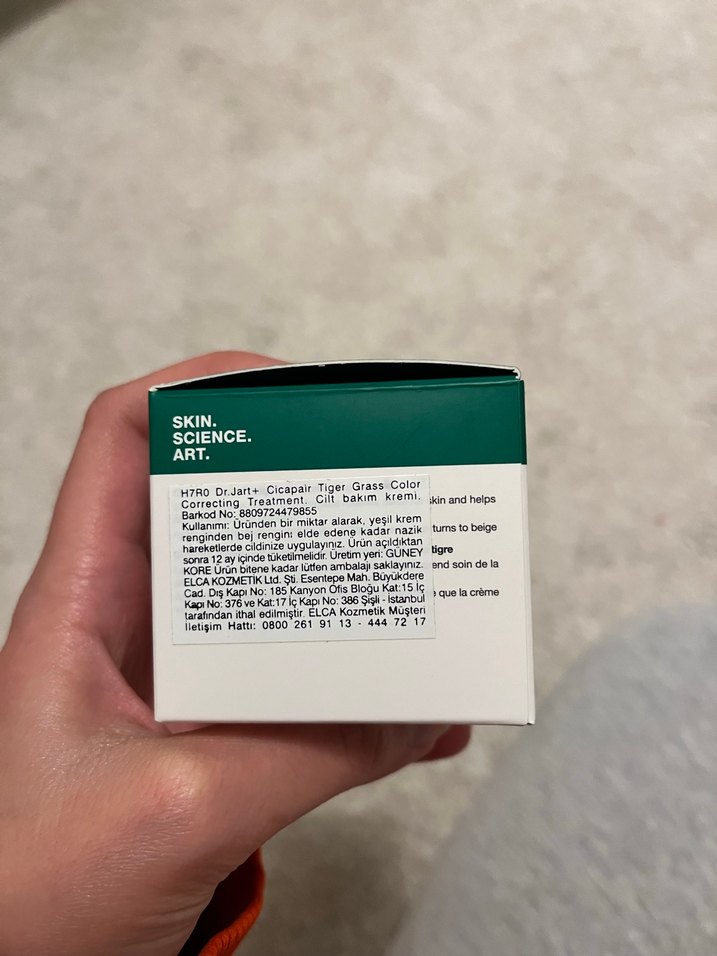 SKIN.
SCIENCE.
ART.
H7R0 Dr.Jart+ Cicapair Tiger Grass Color
Correcting Treatment. Cilt bakım kremi.
Barkod No: 8809724479855
Kullanımı: Üründen bir miktar alarak, yeşil krem
renginden bej rengini elde edene kadar nazik
hareketlerde cildinize uygulayınız. Ürün açıldıktan
sonra 12 ay içinde tüketilmelidir. Üretim yeri: GÜNEY
KORE Ürün bitene kadar lütfen ambalajı saklayınız.
ELCA KOZMETİK Ltd. Şti. Esentepe Mah. Büyükdere
Cad. Dış Kapı No: 185 Kanyon Ofis Bloğu Kat:15 İç
Kapı No: 376 ve Kat:17 İç Kapı No: 386 Şişli - İstanbul
tarafından ithal edilmiştir. ELCA Kozmetik Müşteri
İletişim Hattı: 0800 261 91 13 - 444 72 17
skin and helps
turns to beige
tigre
end soin de la
que la crème